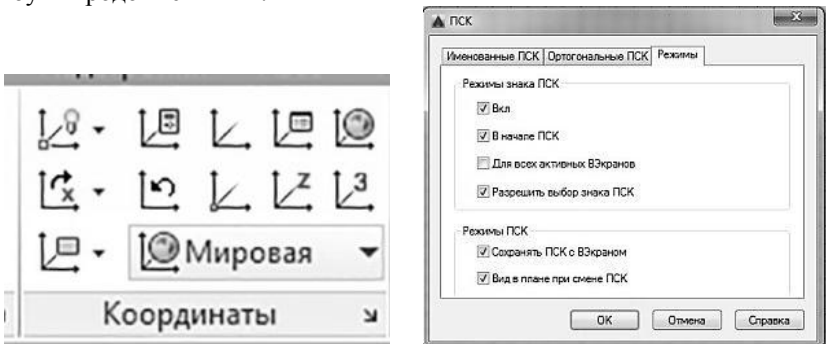 ПСК
Именованные ПСК Ортогональные ПСК Режимы
Режимы знака ПСК
Вкл
В начале ПСК
Для всех активных ВЭкранов
Разрешить выбор знака ПСК
Режимы ПСК
Сохранять ПСК с ВЭкраном
Вид в плане при смене ПСК
OK Отмена Справка
X
Z 3
Мировая
Координаты